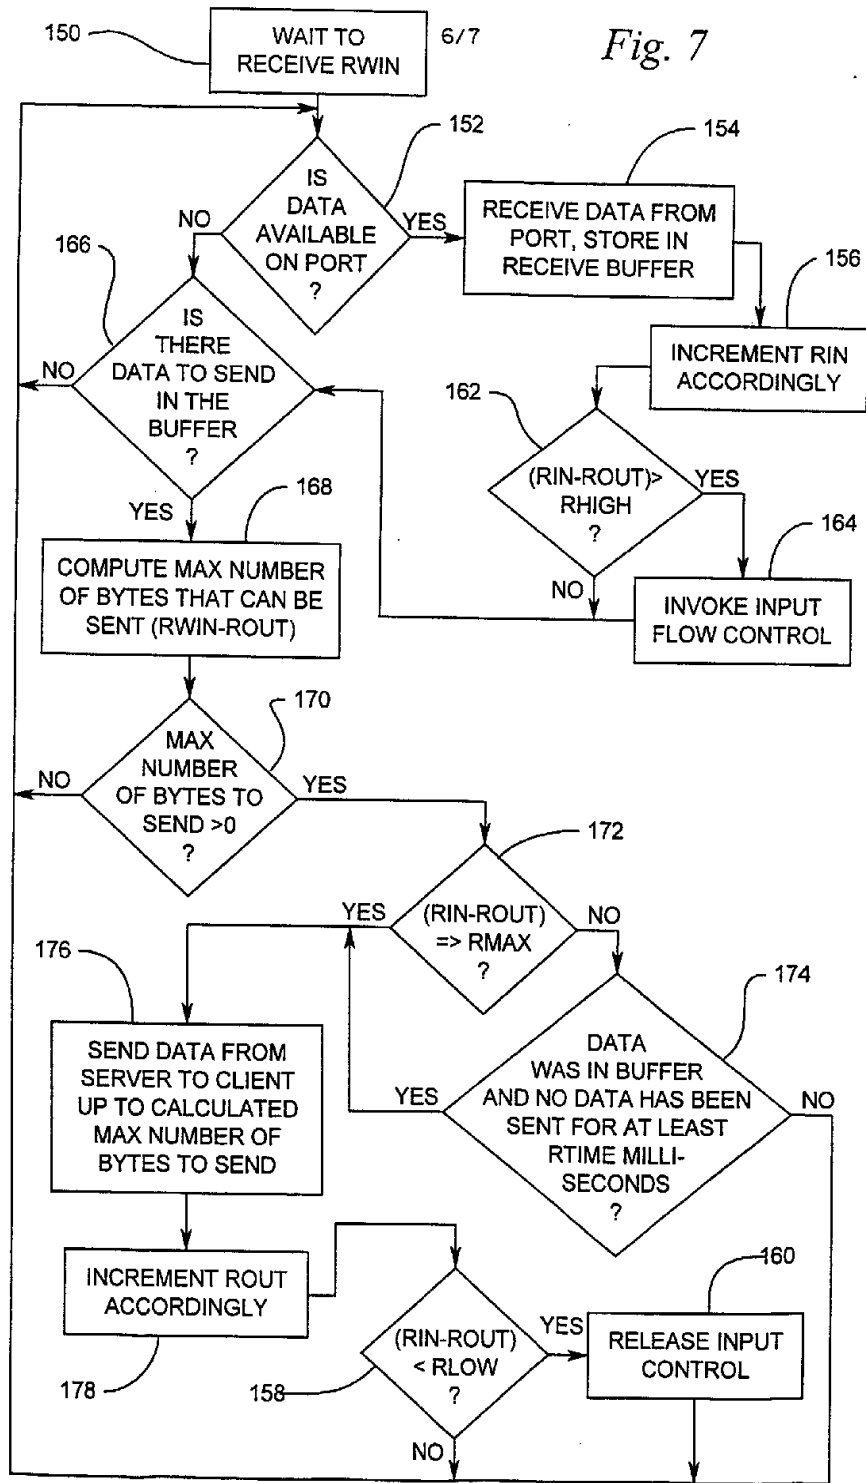 150
WAIT TO
RECEIVE RWIN
6/7
Fig. 7
152
IS
DATA
AVAILABLE
ON PORT
?
NO
YES
154
RECEIVE DATA FROM
PORT, STORE IN
RECEIVE BUFFER
156
INCREMENT RIN
ACCORDINGLY
162
(RIN-ROUT)>
RHIGH
?
YES
NO
164
INVOKE INPUT
FLOW CONTROL
166
IS
THERE
DATA TO SEND
IN THE
BUFFER
?
NO
YES
168
COMPUTE MAX NUMBER
OF BYTES THAT CAN BE
SENT (RWIN-ROUT)
170
MAX
NUMBER
OF BYTES TO
SEND >0
?
NO
YES
172
(RIN-ROUT)
=> RMAX
?
YES
NO
174
DATA
WAS IN BUFFER
AND NO DATA HAS BEEN
SENT FOR AT LEAST
RTIME MILLI-
SECONDS
?
YES
NO
176
SEND DATA FROM
SERVER TO CLIENT
UP TO CALCULATED
MAX NUMBER OF
BYTES TO SEND
INCREMENT ROUT
ACCORDINGLY
178
158
(RIN-ROUT)
< RLOW
?
YES
NO
160
RELEASE INPUT
CONTROL